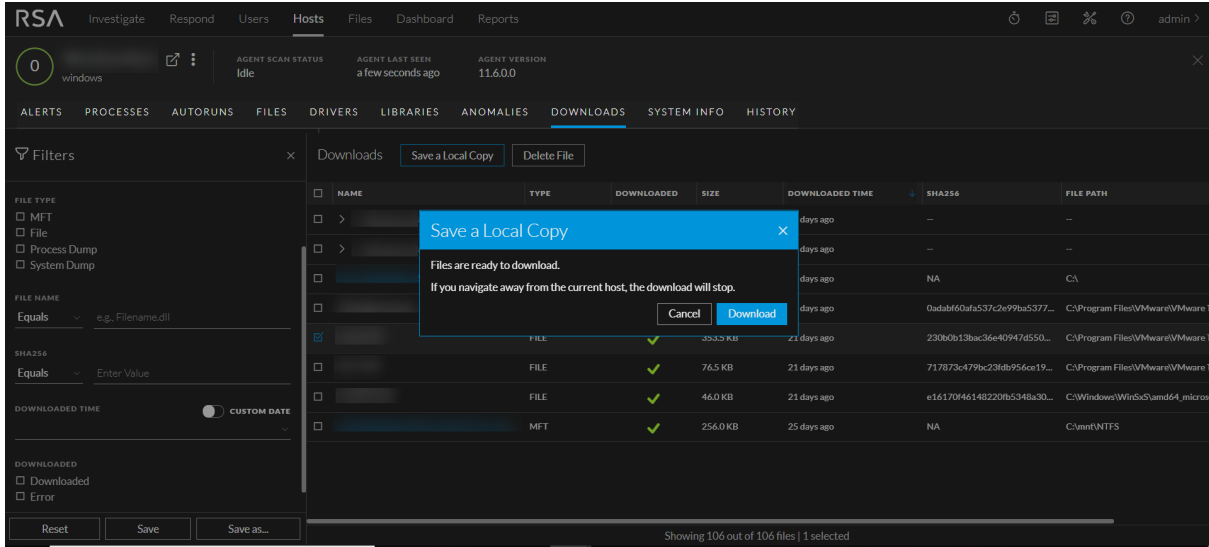 RSA Investigate Respond Users Hosts Files Dashboard Reports admin >
0 windows
AGENT SCAN STATUS
Idle
AGENT LAST SEEN
a few seconds ago
AGENT VERSION
11.6.0.0
ALERTS PROCESSES AUTORUNS FILES DRIVERS LIBRARIES ANOMALIES DOWNLOADS SYSTEM INFO HISTORY
Filters
FILE TYPE
MFT
File
Process Dump
System Dump
FILE NAME
Equals e.g., Filename.dll
SHA256
Equals Enter Value
DOWNLOADED TIME CUSTOM DATE
DOWNLOADED
Downloaded
Error
Reset Save Save as...
Downloads Save a Local Copy Delete File
NAME TYPE DOWNLOADED SIZE DOWNLOADED TIME SHA256 FILE PATH
days ago -- --
days ago -- --
days ago NA C:\
days ago 0adabf60afa537c2e99ba5377... C:\Program Files\VMware\VMware T
FILE 353.5 KB 21 days ago 230b0b13bac36e40947d550... C:\Program Files\VMware\VMware T
FILE 76.5 KB 21 days ago 717873c479bc23fdb956ce19... C:\Program Files\VMware\VMware T
FILE 46.0 KB 21 days ago e16170f46148220fb5348a30... C:\Windows\WinSxS\amd64_micros
MFT 256.0 KB 25 days ago NA C:\mnt\NTFS
Save a Local Copy
Files are ready to download.
If you navigate away from the current host, the download will stop.
Cancel Download
Showing 106 out of 106 files | 1 selected